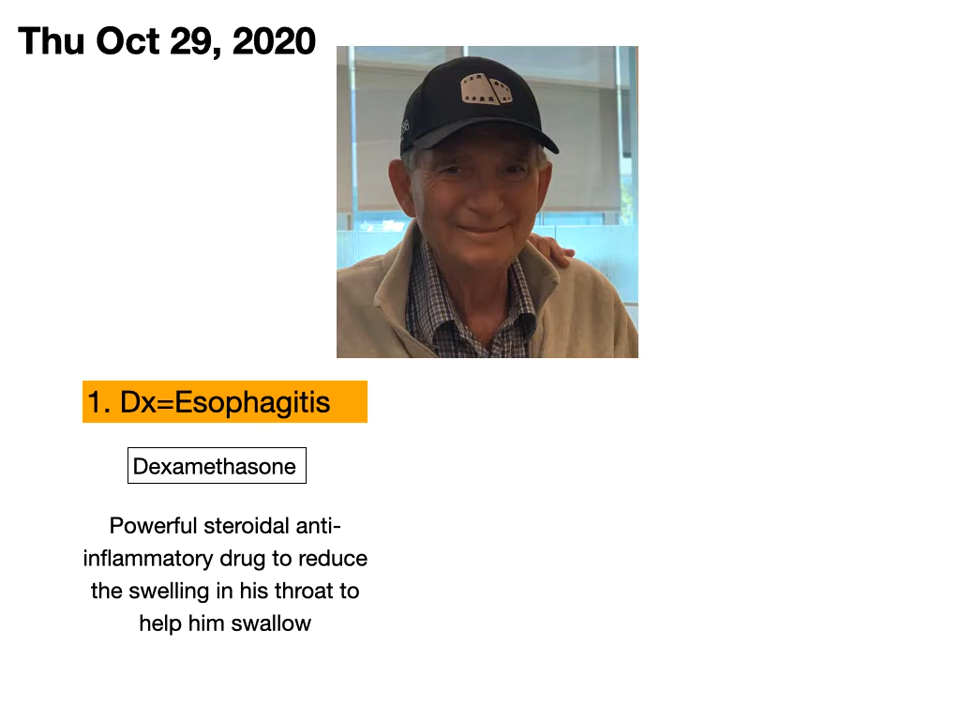 Thu Oct 29, 2020
1. Dx=Esophagitis
Dexamethasone
Powerful steroidal anti-
inflammatory drug to reduce
the swelling in his throat to
help him swallow